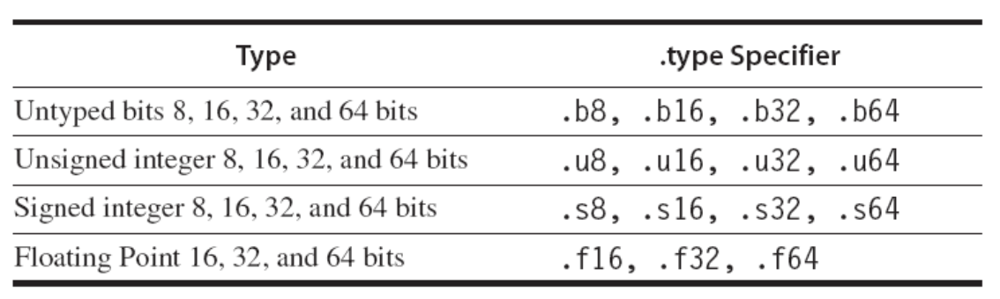 Type .type Specifier
Untyped bits 8, 16, 32, and 64 bits .b8, .b16, .b32, .b64
Unsigned integer 8, 16, 32, and 64 bits .u8, .u16, .u32, .u64
Signed integer 8, 16, 32, and 64 bits .s8, .s16, .s32, .s64
Floating Point 16, 32, and 64 bits .f16, .f32, .f64